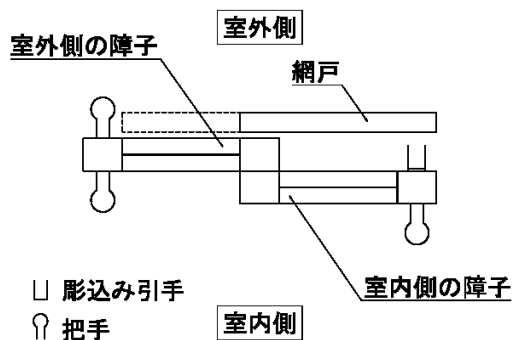 室外側
室外側の障子
網戸
彫込み引手
把手
室内側の障子
室内側